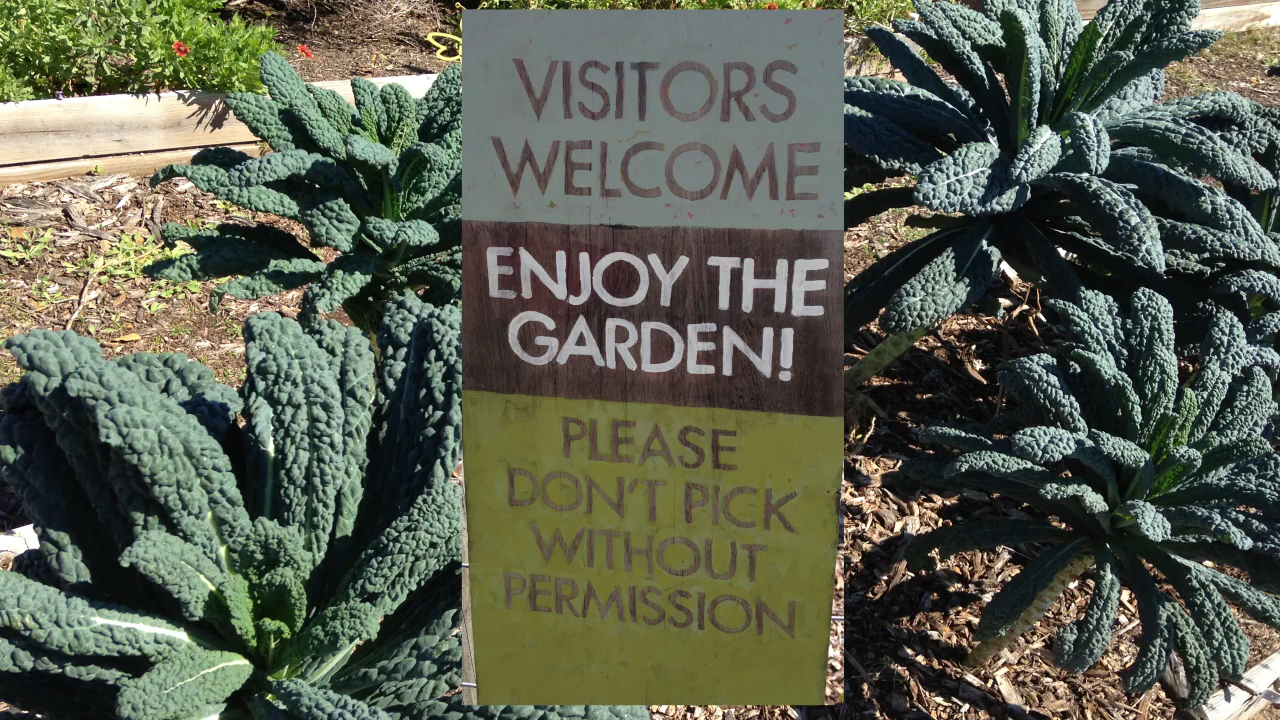 VISITORS
WELCOME
ENJOY THE
GARDEN!
PLEASE
DON'T PICK
WITHOUT
PERMISSION